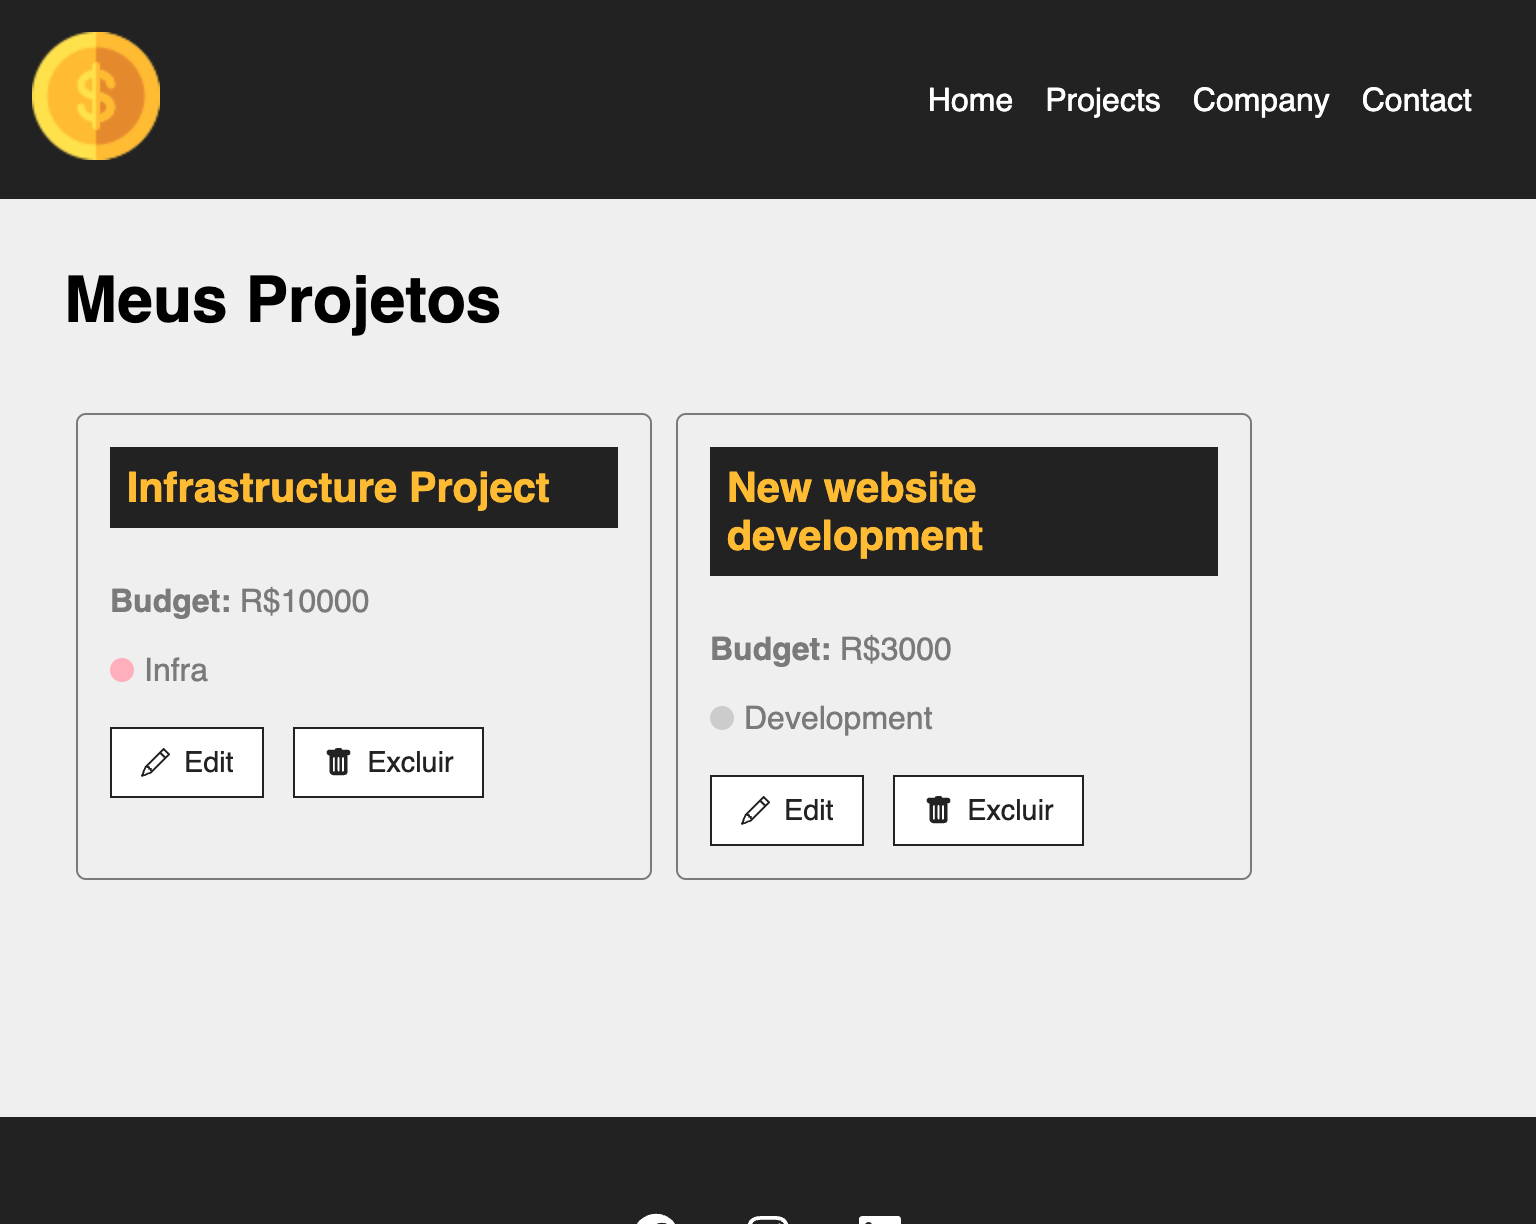 $
Home Projects Company Contact
Meus Projetos
Infrastructure Project
Budget: R$10000
Infra
Edit Excluir
New website
development
Budget: R$3000
Development
Edit Excluir